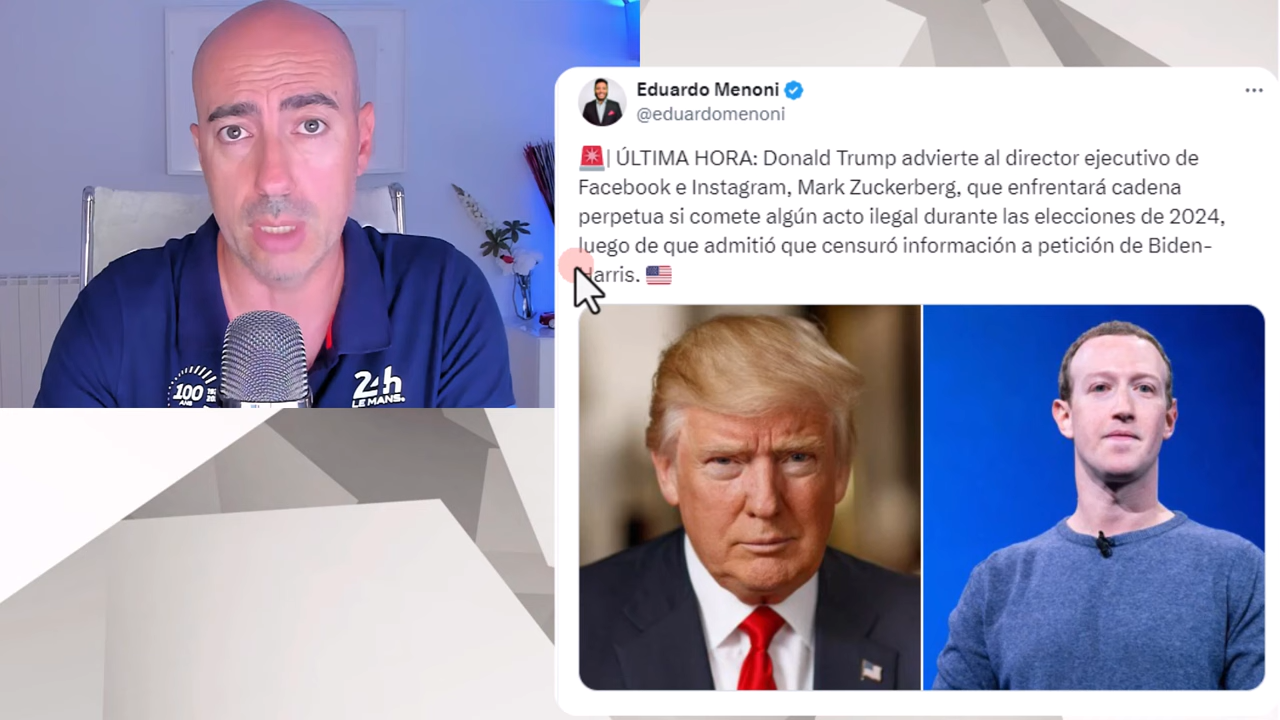 Eduardo Menoni
@eduardomenoni
🚨| ÚLTIMA HORA: Donald Trump advierte al director ejecutivo de
Facebook e Instagram, Mark Zuckerberg, que enfrentará cadena
perpetua si comete algún acto ilegal durante las elecciones de 2024,
luego de que admitió que censuró información a petición de Biden-
Harris. 🇺🇸
100
ANS
24h
LE MANS.